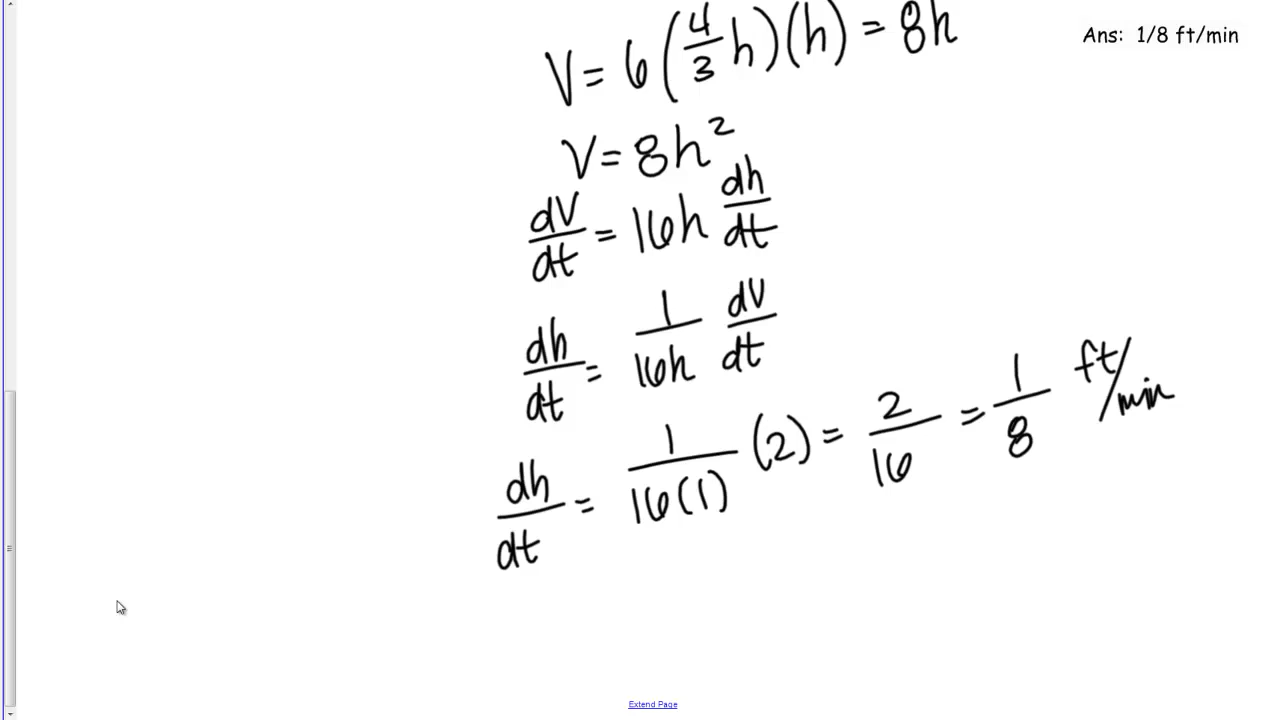 V = 6(4/3 h)(h) = 8h
Ans: 1/8 ft/min
V = 8h²
dV/dt = 16h dh/dt
dh/dt = 1/16h dV/dt
dh/dt = 1/16(1) (2) = 2/16 = 1/8 ft/min
Extend Page